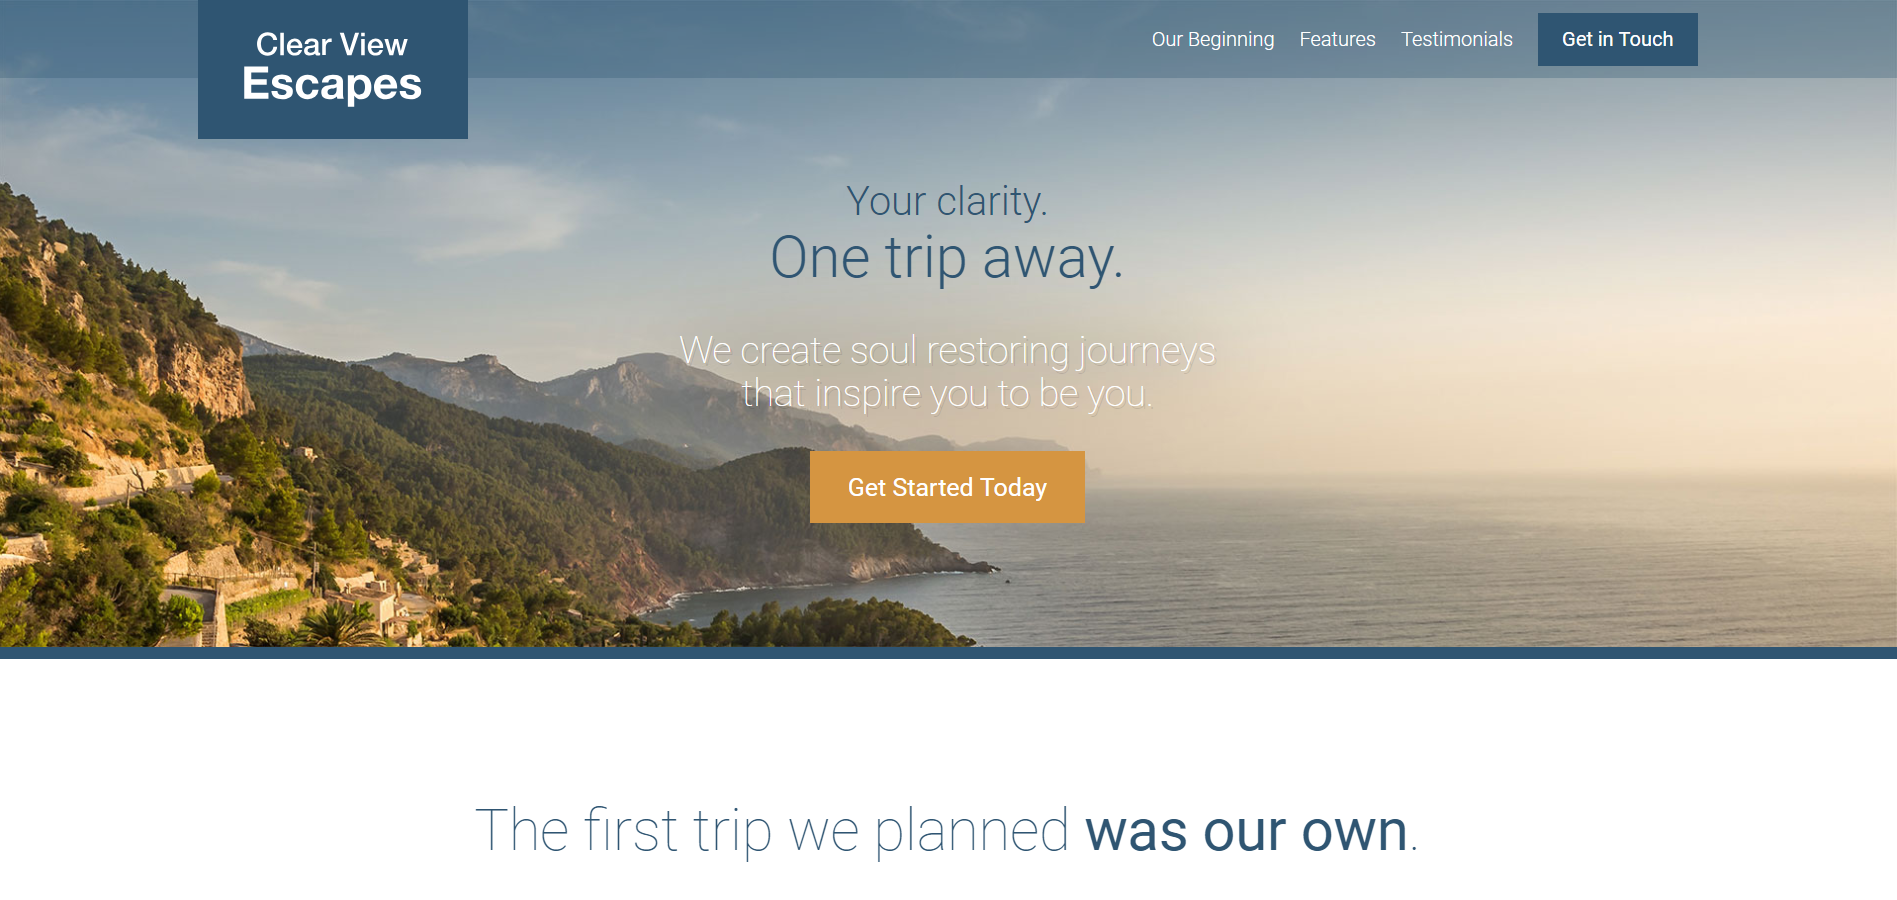 Clear View
Escapes
Our Beginning
Features
Testimonials
Get in Touch
Your clarity.
One trip away.
We create soul restoring journeys
that inspire you to be you.
Get Started Today
The first trip we planned was our own.